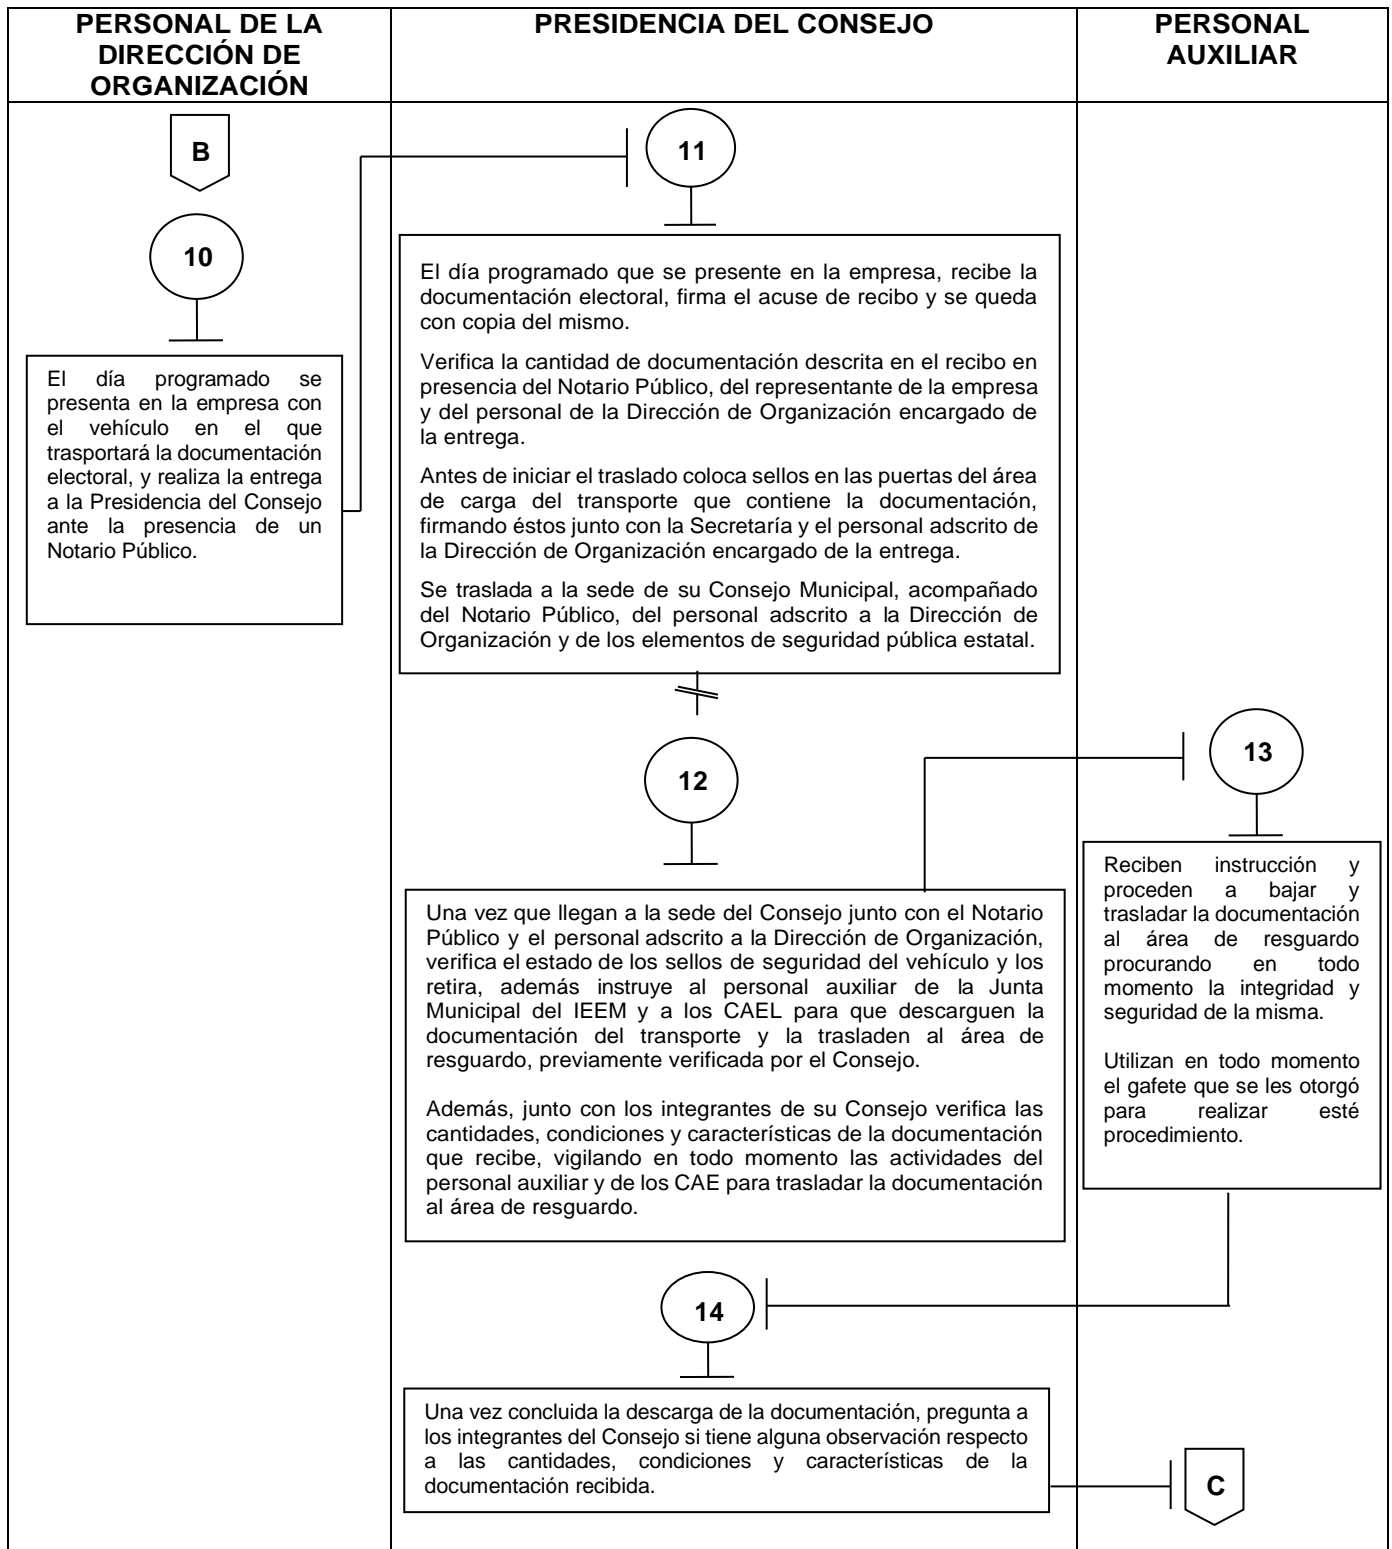 PERSONAL DE LA
DIRECCIÓN DE
ORGANIZACIÓN
PRESIDENCIA DEL CONSEJO
PERSONAL
AUXILIAR
B
10
El día programado se
presenta en la empresa con
el vehículo en el que
trasportará la documentación
electoral, y realiza la entrega
a la Presidencia del Consejo
ante la presencia de un
Notario Público.
11
El día programado que se presente en la empresa, recibe la
documentación electoral, firma el acuse de recibo y se queda
con copia del mismo.
Verifica la cantidad de documentación descrita en el recibo en
presencia del Notario Público, del representante de la empresa
y del personal de la Dirección de Organización encargado de
la entrega.
Antes de iniciar el traslado coloca sellos en las puertas del área
de carga del transporte que contiene la documentación,
firmando éstos junto con la Secretaría y el personal adscrito de
la Dirección de Organización encargado de la entrega.
Se traslada a la sede de su Consejo Municipal, acompañado
del Notario Público, del personal adscrito a la Dirección de
Organización y de los elementos de seguridad pública estatal.
12
Una vez que llegan a la sede del Consejo junto con el Notario
Público y el personal adscrito a la Dirección de Organización,
verifica el estado de los sellos de seguridad del vehículo y los
retira, además instruye al personal auxiliar de la Junta
Municipal del IEEM y a los CAEL para que descarguen la
documentación del transporte y la trasladen al área de
resguardo, previamente verificada por el Consejo.
Además, junto con los integrantes de su Consejo verifica las
cantidades, condiciones y características de la documentación
que recibe, vigilando en todo momento las actividades del
personal auxiliar y de los CAE para trasladar la documentación
al área de resguardo.
13
Reciben instrucción y
proceden a bajar y
trasladar la documentación
al área de resguardo
procurando en todo
momento la integridad y
seguridad de la misma.
Utilizan en todo momento
el gafete que se les otorgó
para realizar esté
procedimiento.
14
Una vez concluida la descarga de la documentación, pregunta a
los integrantes del Consejo si tiene alguna observación respecto
a las cantidades, condiciones y características de la
documentación recibida.
C